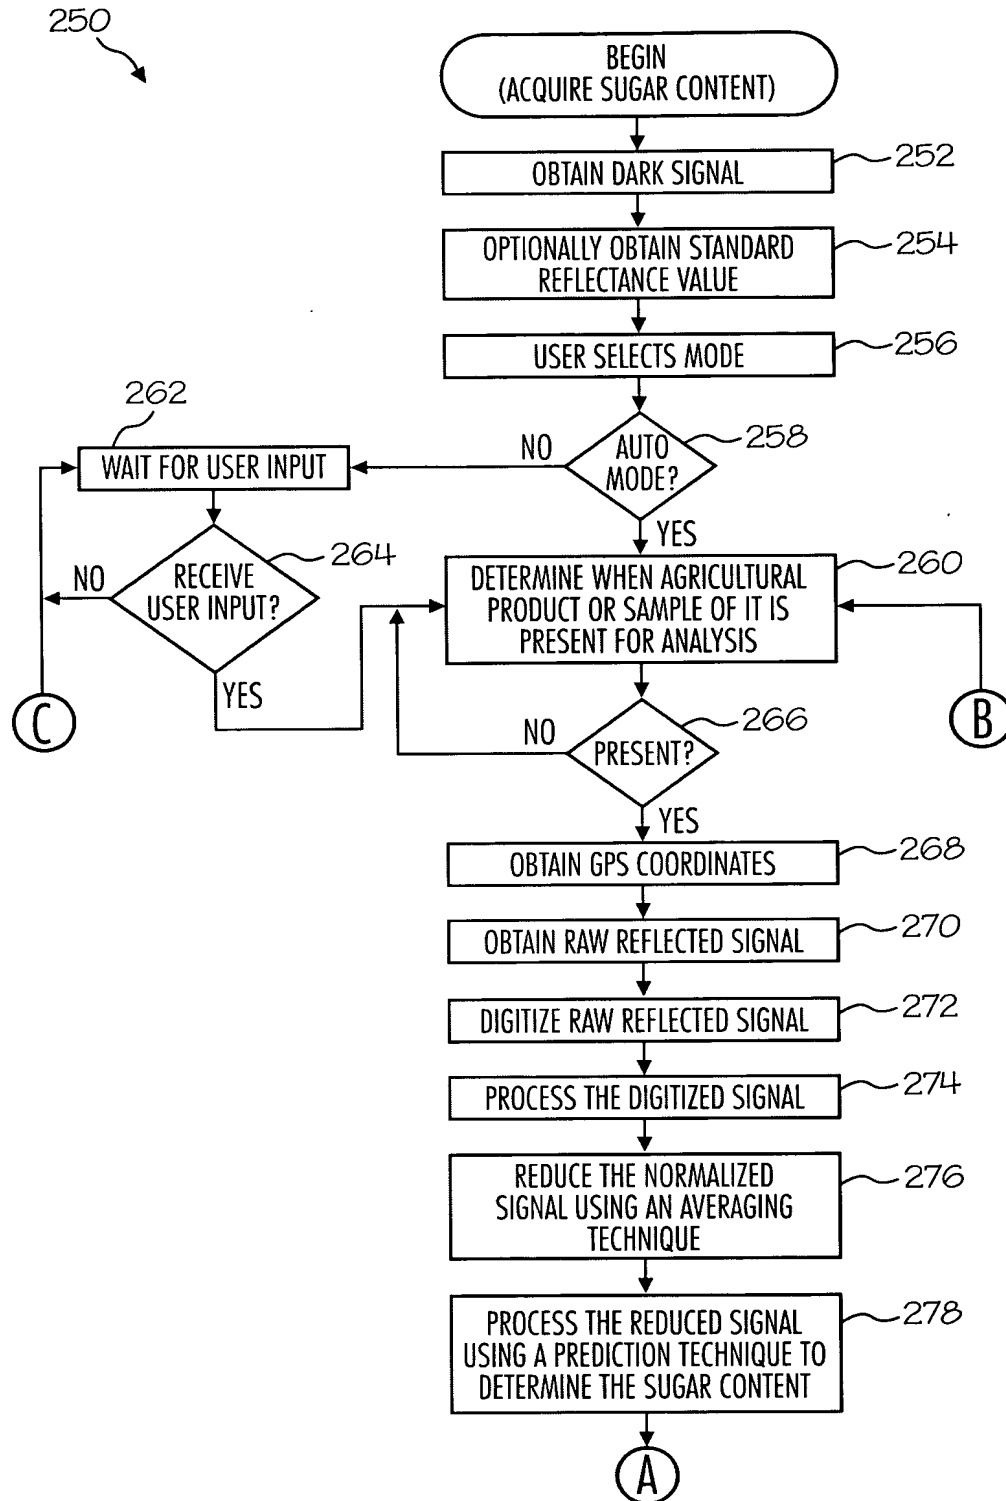 250
BEGIN
(ACQUIRE SUGAR CONTENT)
OBTAIN DARK SIGNAL
252
OPTIONALLY OBTAIN STANDARD
REFLECTANCE VALUE
254
USER SELECTS MODE
256
AUTO
MODE?
258
NO
YES
262
WAIT FOR USER INPUT
RECEIVE
USER INPUT?
264
NO
YES
C
DETERMINE WHEN AGRICULTURAL
PRODUCT OR SAMPLE OF IT IS
PRESENT FOR ANALYSIS
260
B
PRESENT?
266
NO
YES
OBTAIN GPS COORDINATES
268
OBTAIN RAW REFLECTED SIGNAL
270
DIGITIZE RAW REFLECTED SIGNAL
272
PROCESS THE DIGITIZED SIGNAL
274
REDUCE THE NORMALIZED
SIGNAL USING AN AVERAGING
TECHNIQUE
276
PROCESS THE REDUCED SIGNAL
USING A PREDICTION TECHNIQUE TO
DETERMINE THE SUGAR CONTENT
278
A